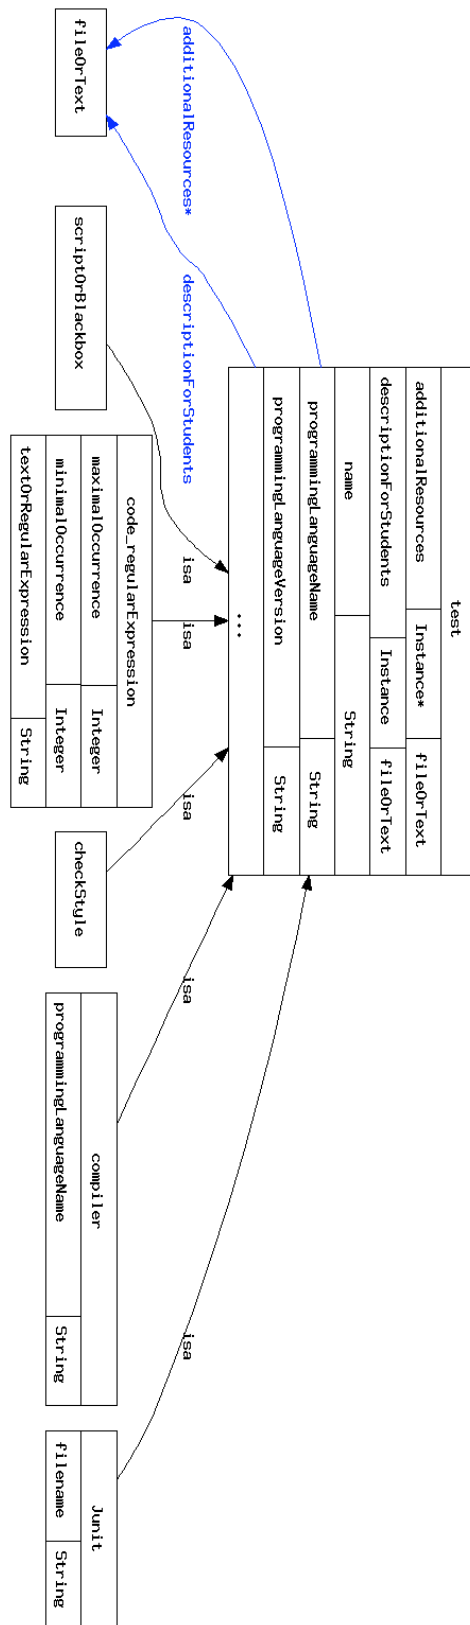 test
additionalResources Instance* fileOrText
descriptionForStudents Instance fileOrText
name String
programmingLanguageName String
programmingLanguageVersion String
...
additionalResources*
descriptionForStudents
isa
isa
isa
isa
isa
fileOrText
scriptOrBlackbox
code_regularExpression
maximalOccurrence Integer
minimalOccurrence Integer
textOrRegularExpression String
checkStyle
compiler
programmingLanguageName String
Junit
filename String